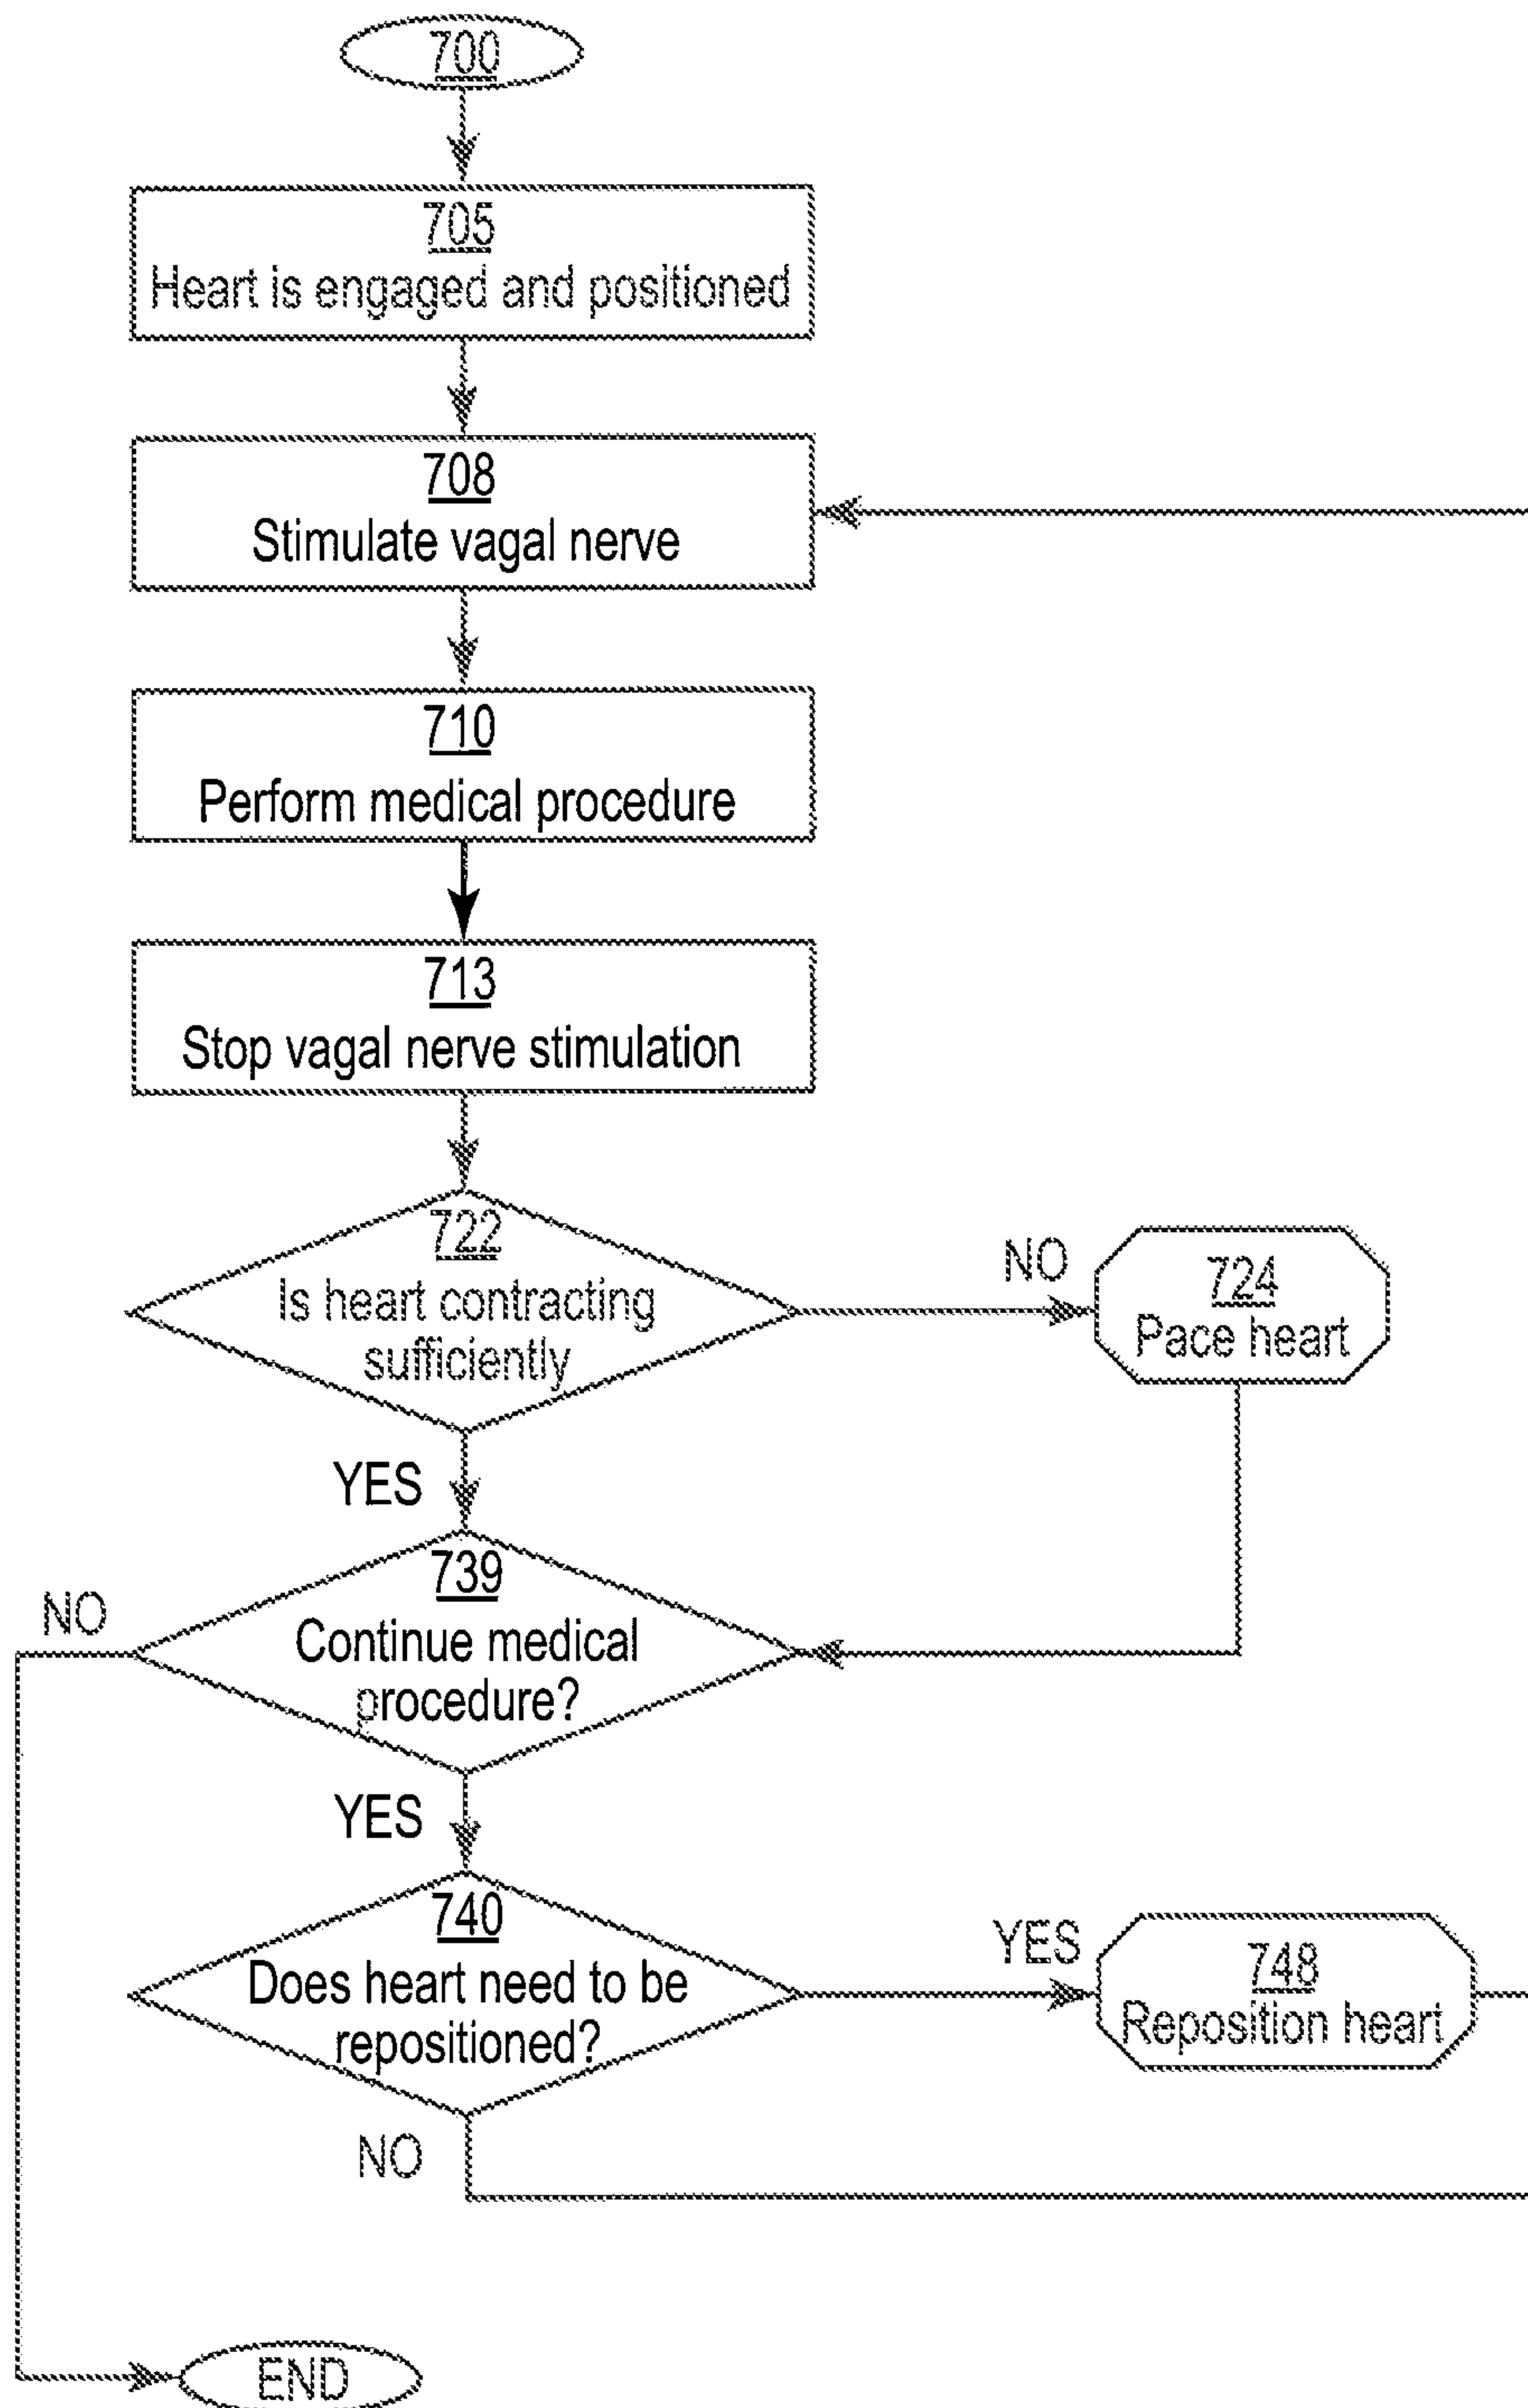 700
705
Heart is engaged and positioned
708
Stimulate vagal nerve
710
Perform medical procedure
713
Stop vagal nerve stimulation
722
Is heart contracting
sufficiently
NO
724
Pace heart
YES
739
Continue medical
procedure?
NO
YES
740
Does heart need to be
repositioned?
YES
748
Reposition heart
NO
END